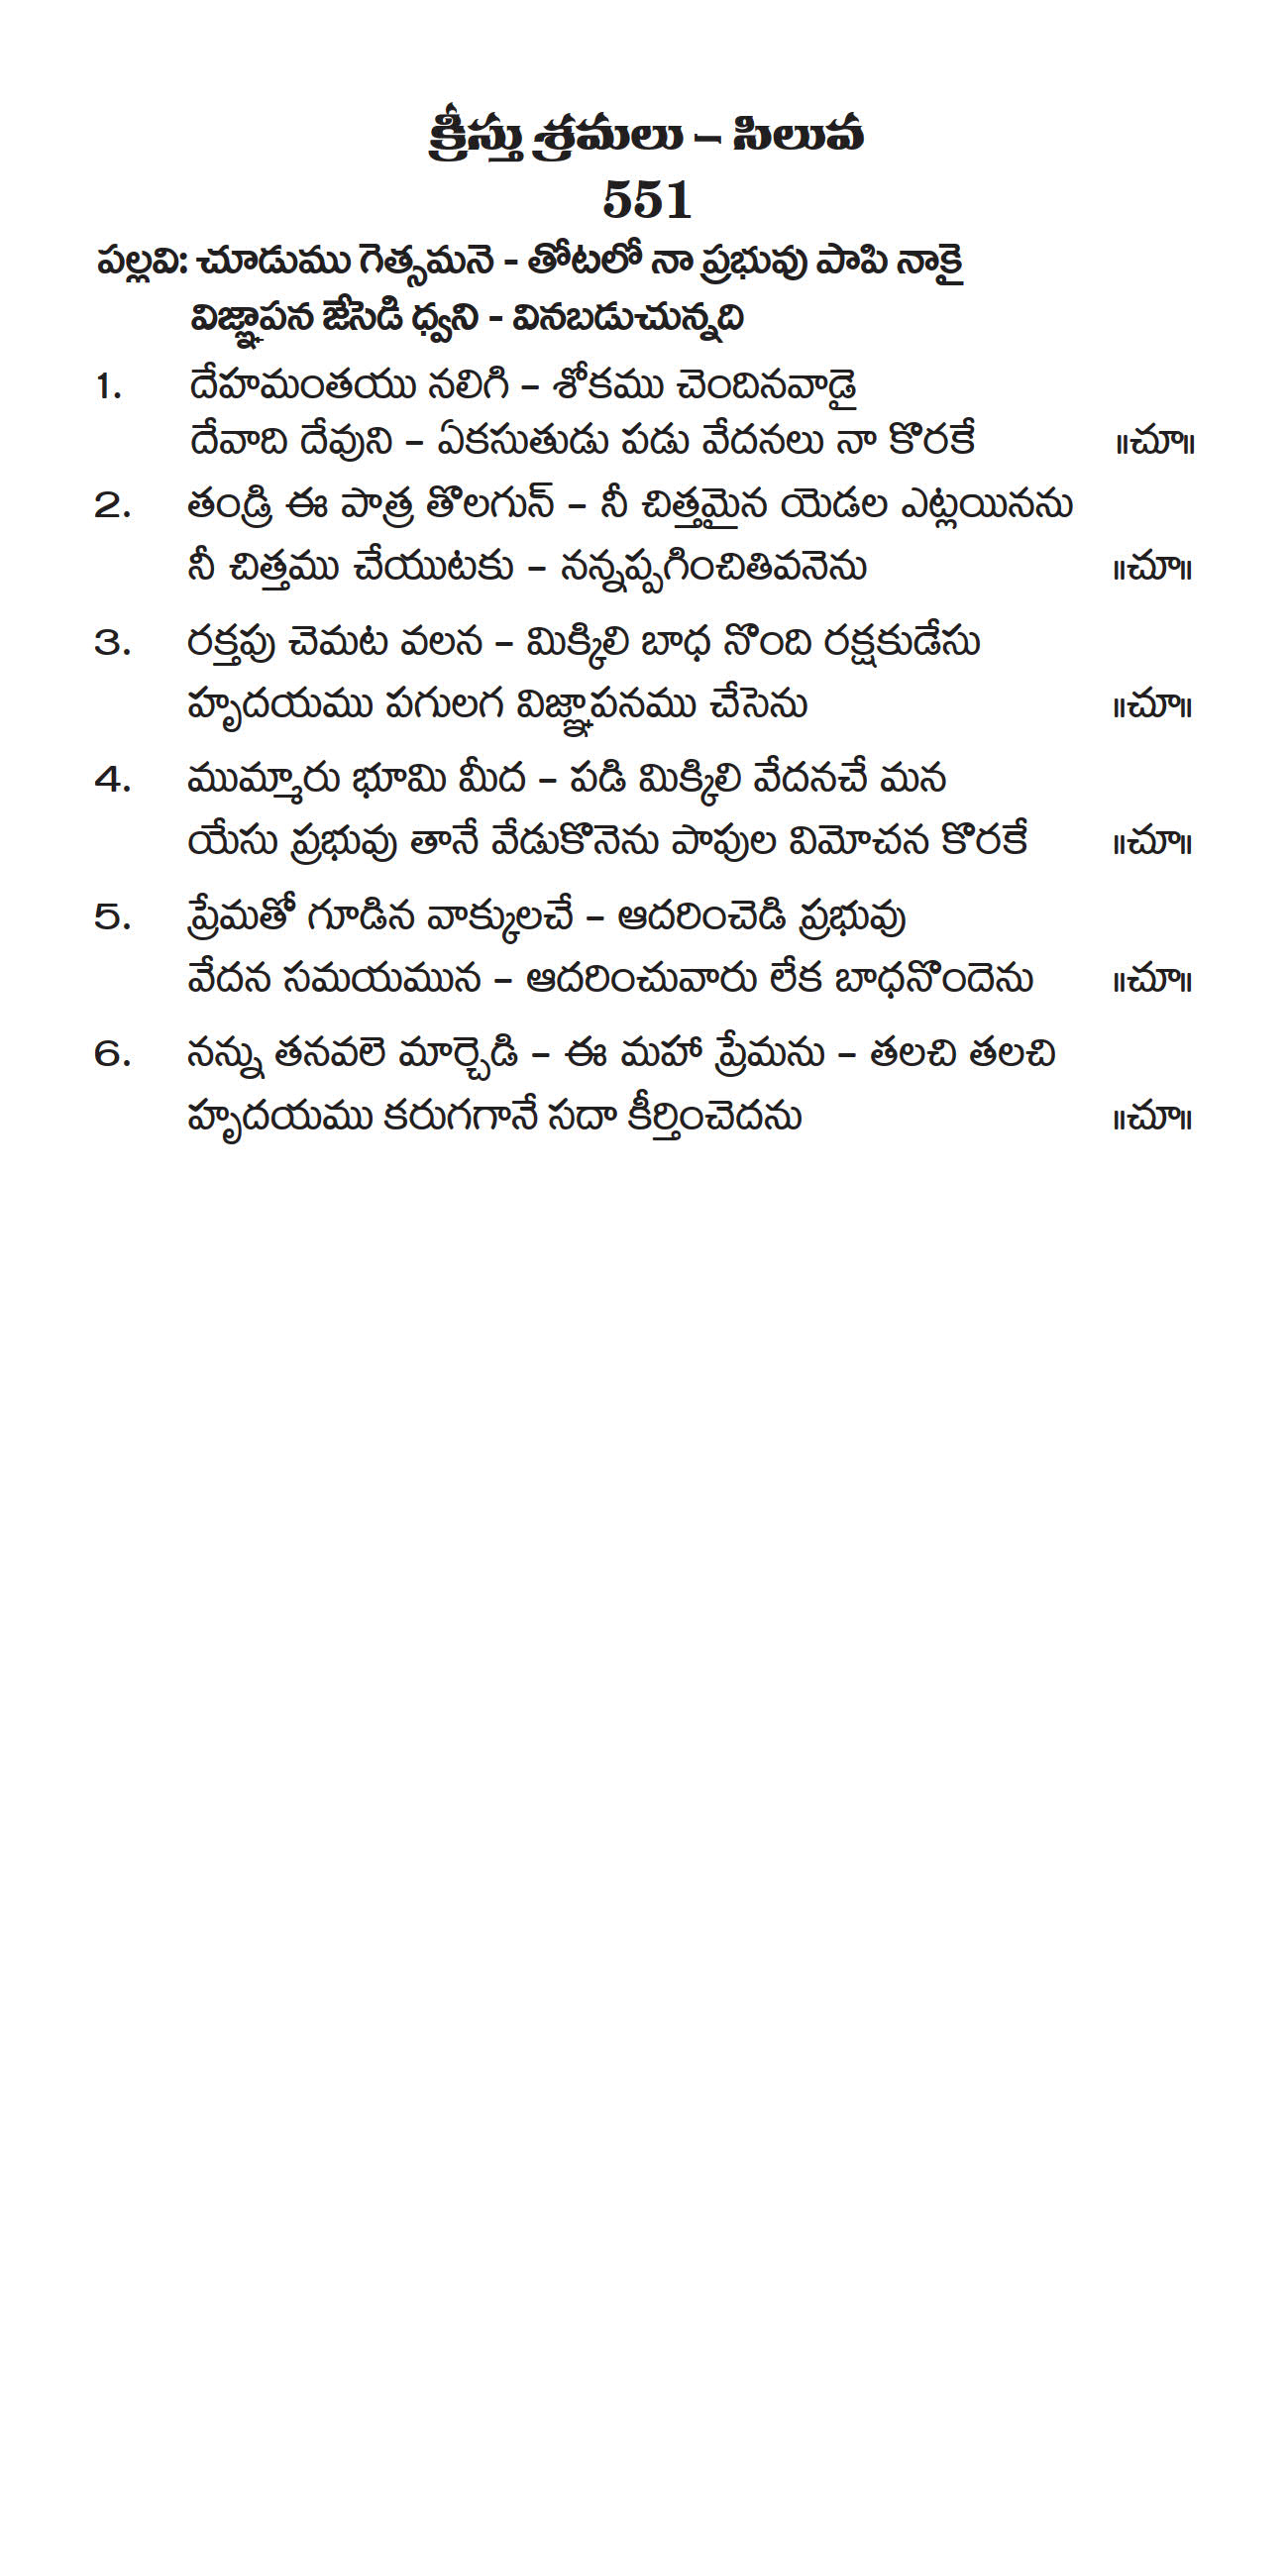 క్రీస్తు శ్రమలు – సిలువ
551
పల్లవి: చూడుము గెత్సమనె - తోటలో నా ప్రభువు పాపి నాకై
విజ్ఞాపన జేసెడి ధ్వని - వినబడుచున్నది
1. దేహమంతయు నలిగి – శోకము చెందినవాడై
దేవాది దేవుని – ఏకసుతుడు పడు వేదనలు నా కొరకే ॥చూ॥
2. తండ్రి ఈ పాత్ర తొలగున్ – నీ చిత్తమైన యెడల ఎట్లయినను
నీ చిత్తము చేయుటకు – నన్నప్పగించితివనెను ॥చూ॥
3. రక్తపు చెమట వలన – మిక్కిలి బాధ నొంది రక్షకుడేసు
హృదయము పగులగ విజ్ఞాపనము చేసెను ॥చూ॥
4. ముమ్మారు భూమి మీద – పడి మిక్కిలి వేదనచే మన
యేసు ప్రభువు తానే వేడుకొనెను పాపుల విమోచన కొరకే ॥చూ॥
5. ప్రేమతో గూడిన వాక్కులచే – ఆదరించెడి ప్రభువు
వేదన సమయమున – ఆదరించువారు లేక బాధనొందెను ॥చూ॥
6. నన్ను తనవలె మార్చెడి – ఈ మహా ప్రేమను – తలచి తలచి
హృదయము కరుగగానే సదా కీర్తించెదను ॥చూ॥